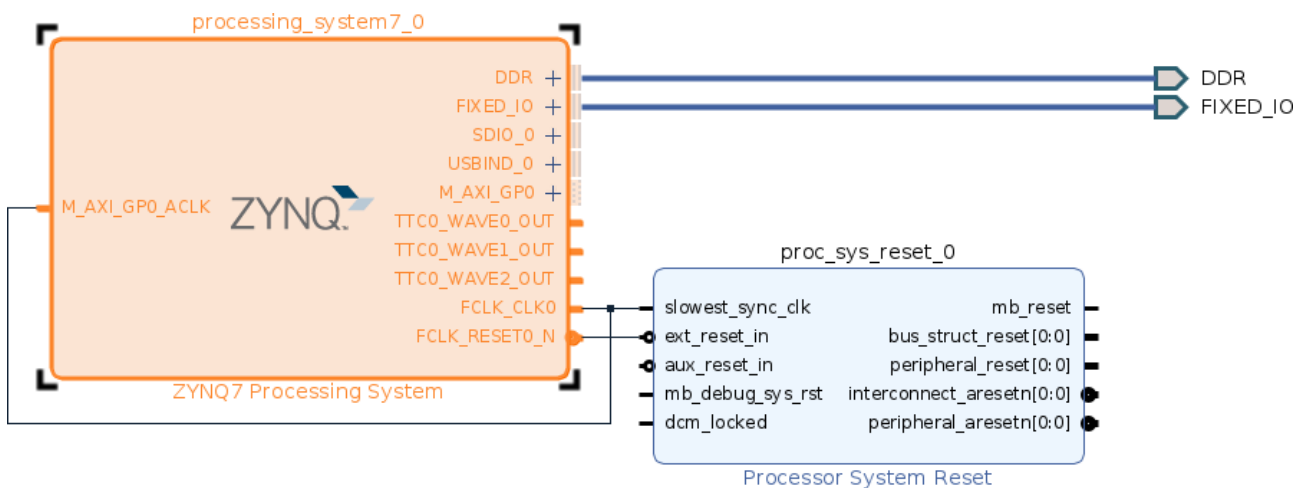 processing_system7_0
DDR
FIXED_IO
SDIO_0
USBIND_0
M_AXI_GP0
TTC0_WAVE0_OUT
TTC0_WAVE1_OUT
TTC0_WAVE2_OUT
FCLK_CLK0
FCLK_RESET0_N
M_AXI_GP0_ACLK
ZYNQ
ZYNQ7 Processing System
DDR
FIXED_IO
proc_sys_reset_0
slowest_sync_clk
ext_reset_in
aux_reset_in
mb_debug_sys_rst
dcm_locked
mb_reset
bus_struct_reset[0:0]
peripheral_reset[0:0]
interconnect_aresetn[0:0]
peripheral_aresetn[0:0]
Processor System Reset